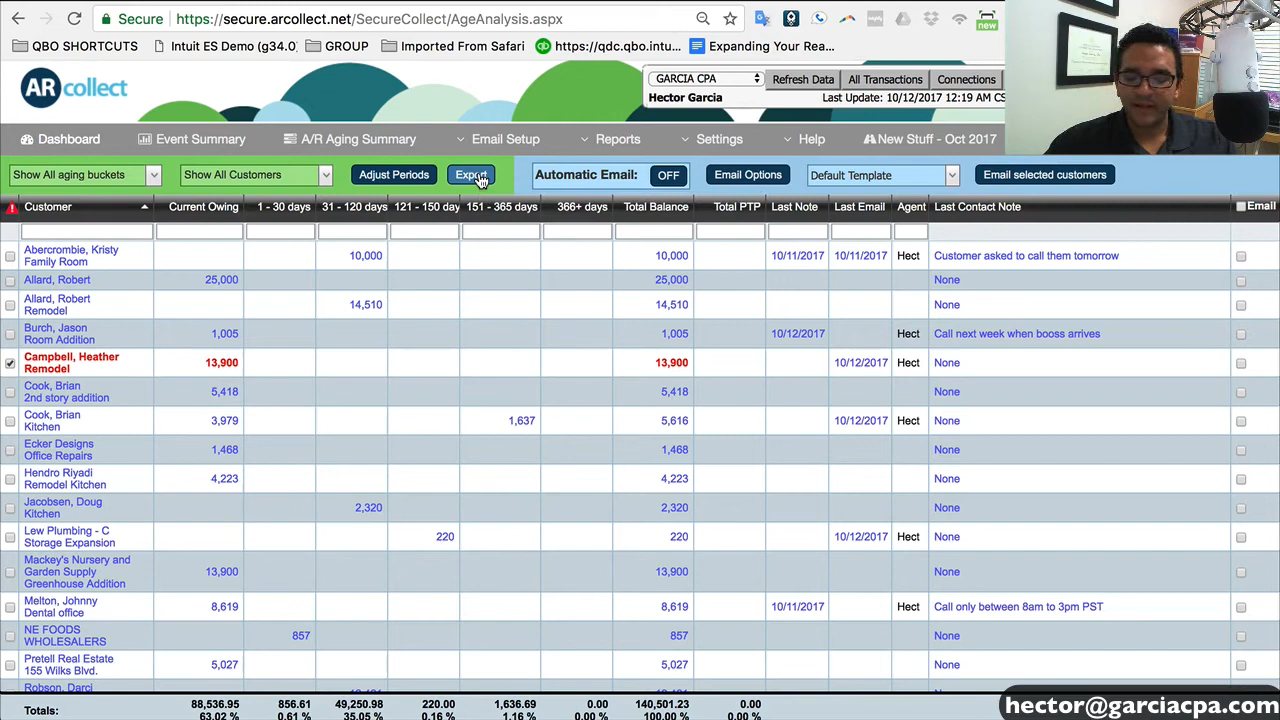 https://secure.arcollect.net/SecureCollect/AgeAnalysis.aspx
Secure
new
QBO SHORTCUTS Intuit ES Demo (g34.0) GROUP Imported From Safari https://qdc.qbo.intu... Expanding Your Rea...
AR collect
GARCIA CPA Refresh Data All Transactions Connections
Hector Garcia Last Update: 10/12/2017 12:19 AM CS
Dashboard Event Summary A/R Aging Summary Email Setup Reports Settings Help New Stuff - Oct 2017
Show All aging buckets Show All Customers Adjust Periods Export Automatic Email: OFF Email Options Default Template Email selected customers
Customer Current Owing 1 - 30 days 31 - 120 days 121 - 150 day 151 - 365 days 366+ days Total Balance Total PTP Last Note Last Email Agent Last Contact Note Email
Abercrombie, Kristy
Family Room 10,000 10,000 10/11/2017 10/11/2017 Hect Customer asked to call them tomorrow
Allard, Robert 25,000 25,000 None
Allard, Robert
Remodel 14,510 14,510 None
Burch, Jason
Room Addition 1,005 1,005 10/12/2017 Hect Call next week when booss arrives
Campbell, Heather
Remodel 13,900 13,900 10/12/2017 Hect None
Cook, Brian
2nd story addition 5,418 5,418 None
Cook, Brian
Kitchen 3,979 1,637 5,616 10/12/2017 Hect None
Ecker Designs
Office Repairs 1,468 1,468 None
Hendro Riyadi
Remodel Kitchen 4,223 4,223 None
Jacobsen, Doug
Kitchen 2,320 2,320 None
Lew Plumbing - C
Storage Expansion 220 220 10/12/2017 Hect None
Mackey's Nursery and
Garden Supply
Greenhouse Addition 13,900 13,900 None
Melton, Johnny
Dental office 8,619 8,619 10/11/2017 Hect Call only between 8am to 3pm PST
NE FOODS
WHOLESALERS 857 857 None
Pretell Real Estate
155 Wilks Blvd. 5,027 5,027 None
Robson, Darci
Totals: 88,536.95 856.61 49,250.98 220.00 1,636.69 0.00 140,501.23 0.00
63.02 % 0.61 % 35.05 % 0.16 % 1.16 % 0.00 % 100.00 % 0.00 %
hector@garciacpa.com